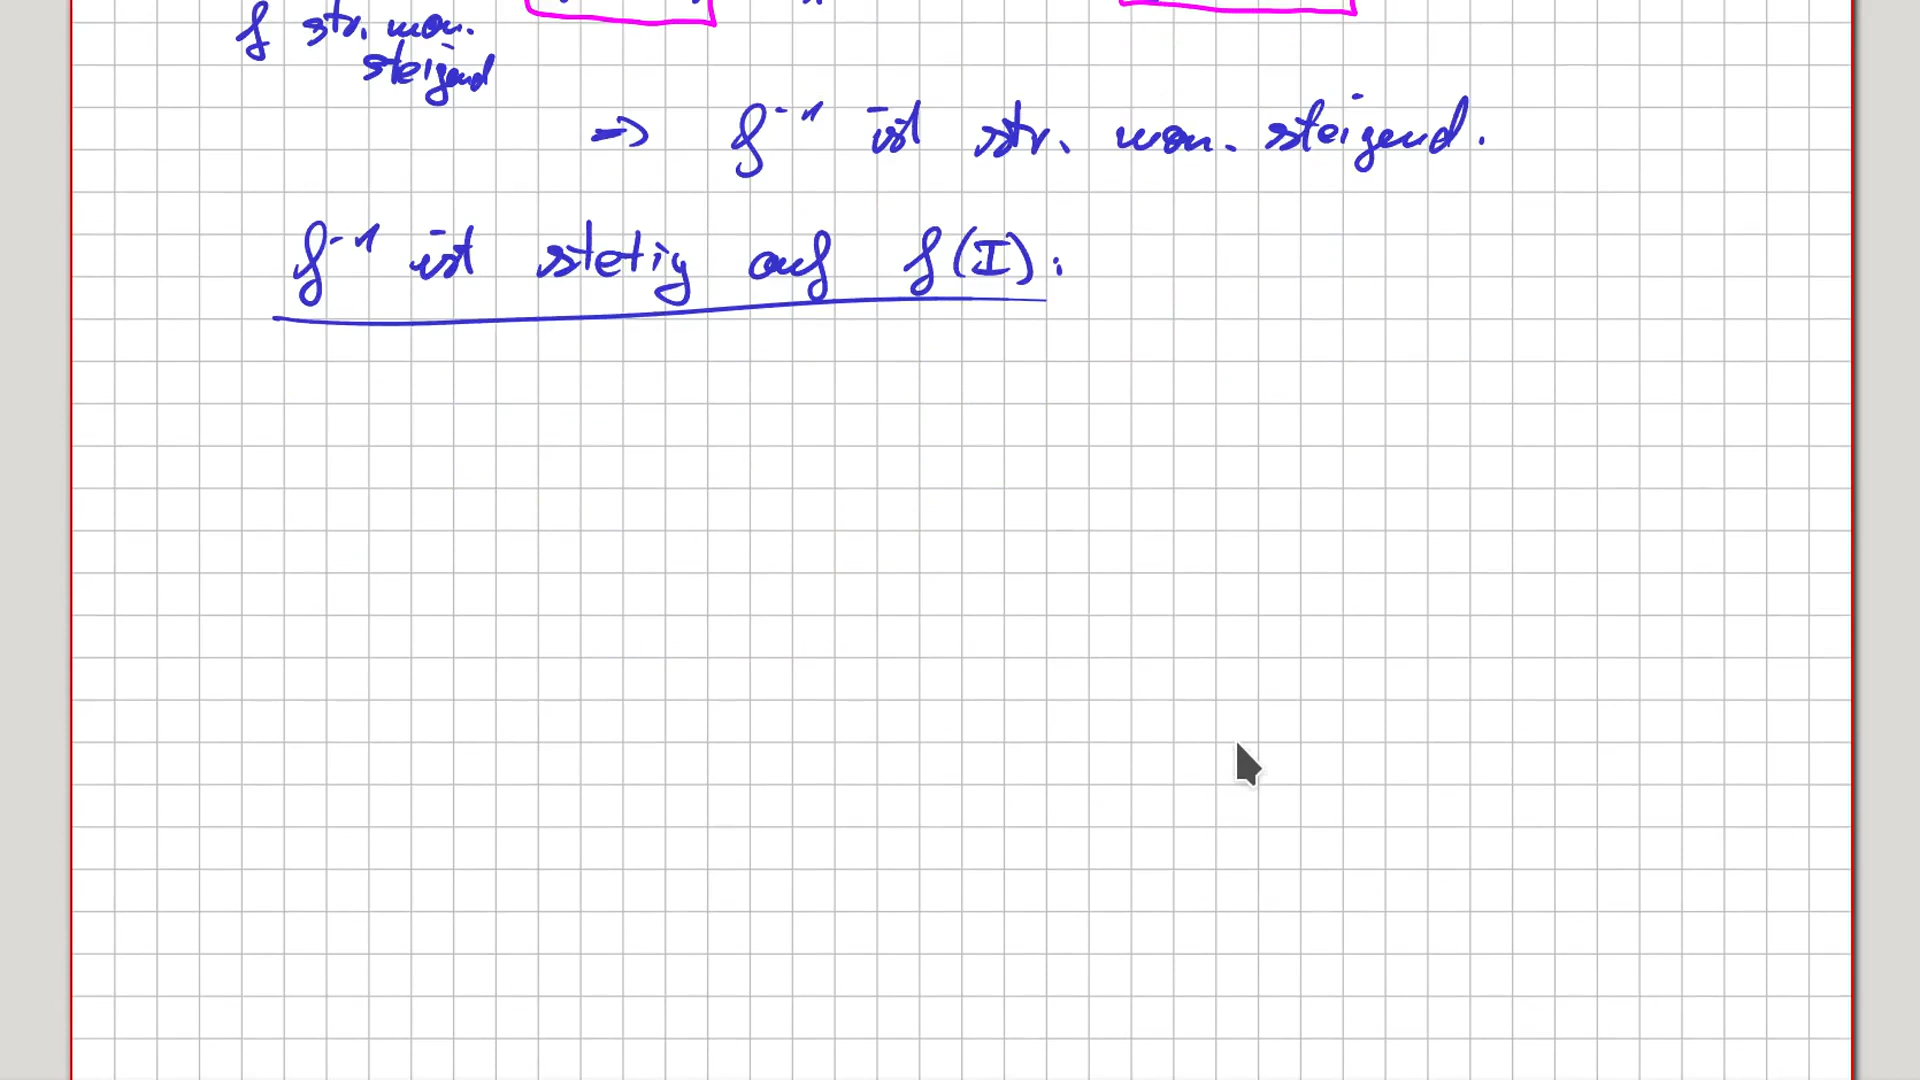 f str. mon.
steigend
⇒ f⁻¹ ist str. mon. steigend.
f⁻¹ ist stetig auf f(I):